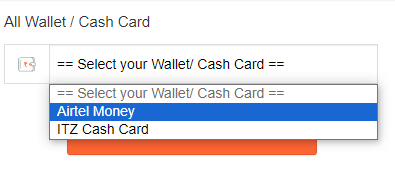 All Wallet / Cash Card
== Select your Wallet/ Cash Card ==
== Select your Wallet/ Cash Card ==
Airtel Money
ITZ Cash Card